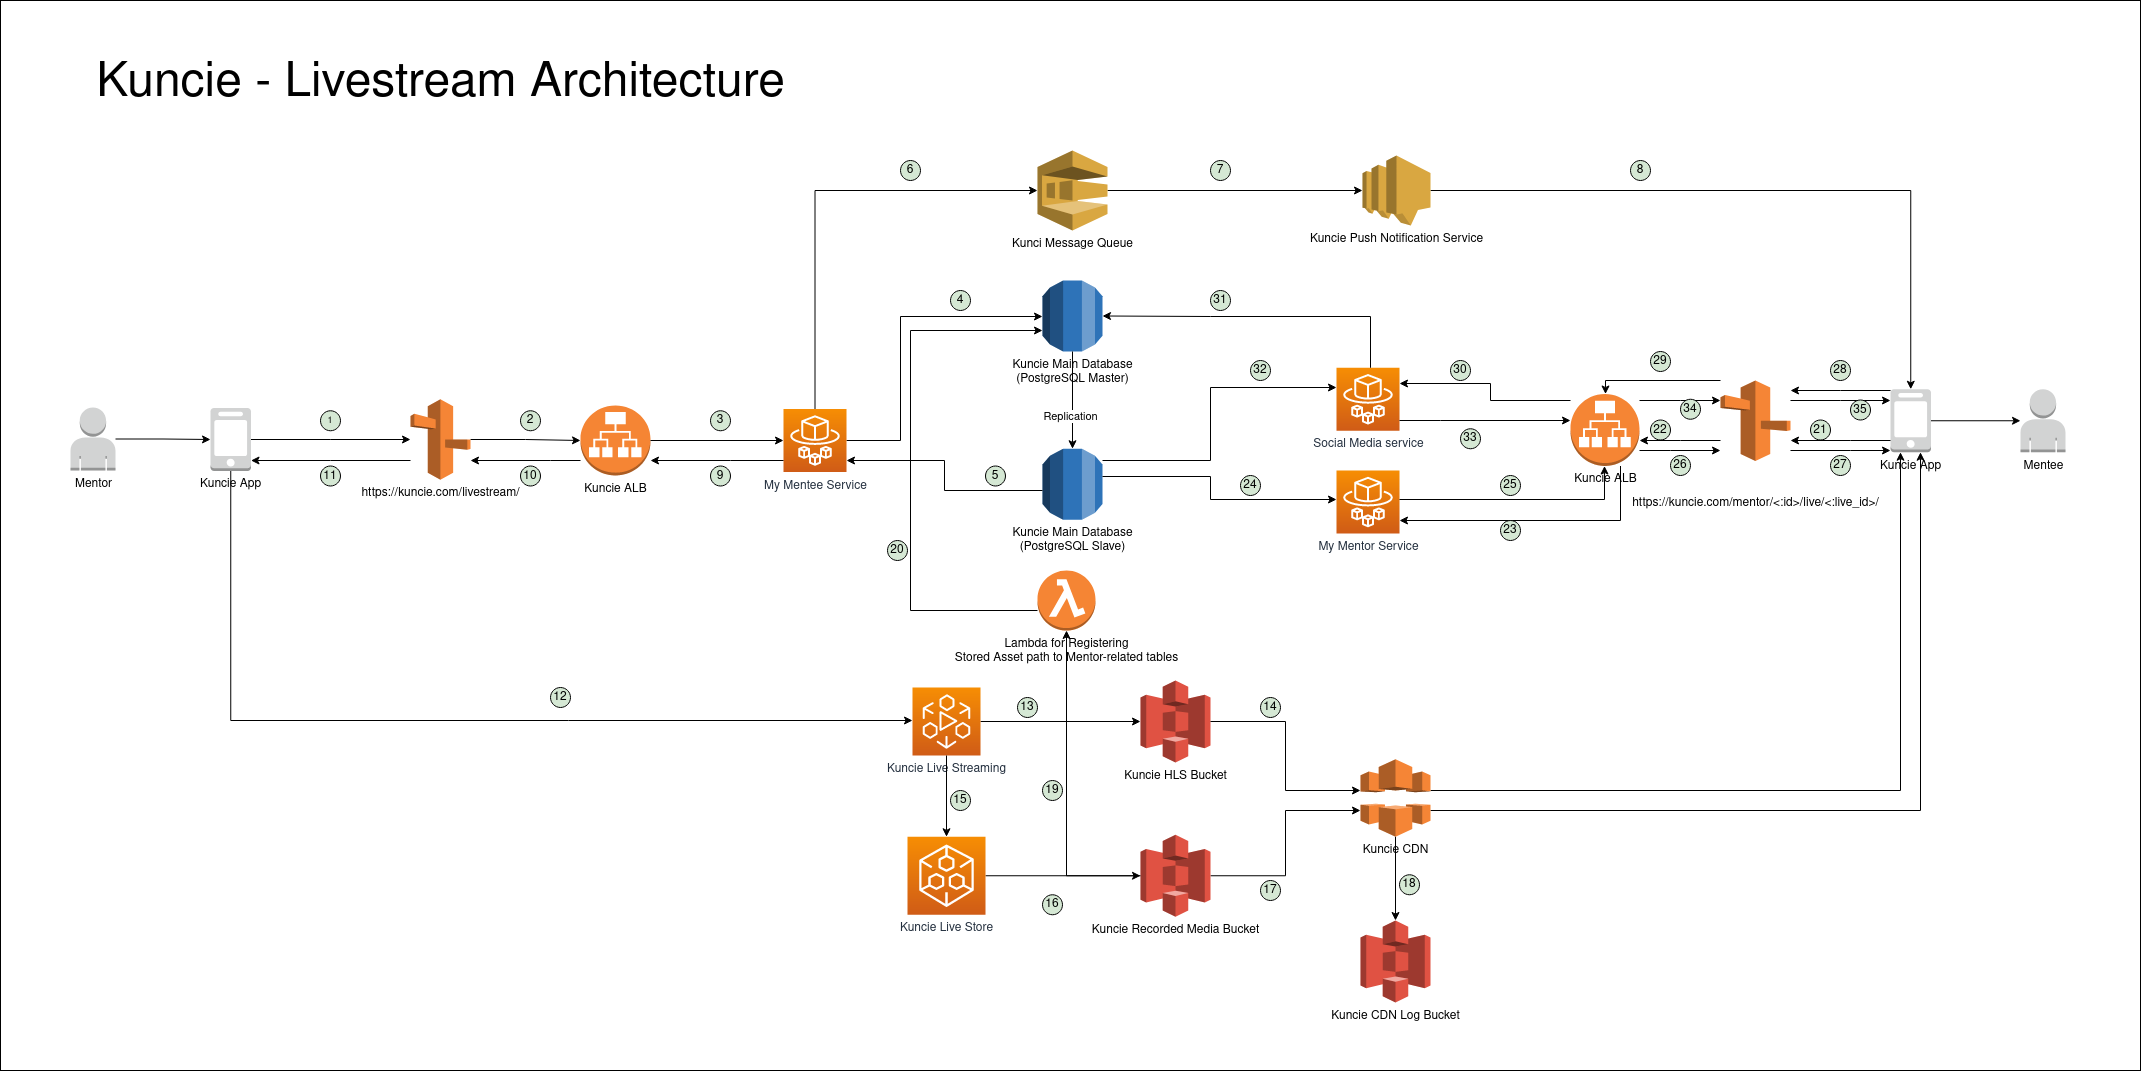 Kuncie - Livestream Architecture
6
7
8
Kunci Message Queue
Kuncie Push Notification Service
4
31
Kuncie Main Database
(PostgreSQL Master)
Replication
32
30
29
28
34
35
1
2
3
33
22
21
Social Media service
Mentor
Kuncie App
11
https://kuncie.com/livestream/
10
Kuncie ALB
9
My Mentee Service
5
24
25
26
27
Kuncie ALB
Kuncie App
Mentee
https://kuncie.com/mentor/<:id>/live/<:live_id>/
Kuncie Main Database
(PostgreSQL Slave)
23
My Mentor Service
20
Lambda for Registering
Stored Asset path to Mentor-related tables
12
13
14
Kuncie Live Streaming
Kuncie HLS Bucket
15
19
Kuncie CDN
16
17
18
Kuncie Live Store
Kuncie Recorded Media Bucket
Kuncie CDN Log Bucket